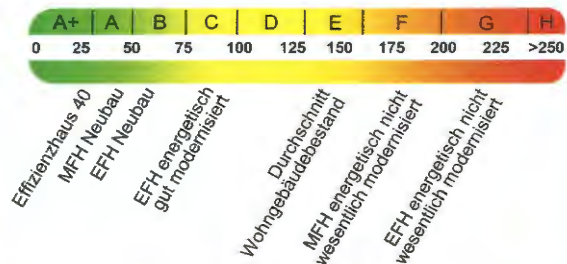 A+ A B C D E F G H
0 25 50 75 100 125 150 175 200 225 >250
Effizienzhaus 40
MFH Neubau
EFH Neubau
EFH energetisch
gut modernisiert
Durchschnitt
Wohngebäudebestand
MFH energetisch nicht
wesentlich modernisiert
EFH energetisch nicht
wesentlich modernisiert